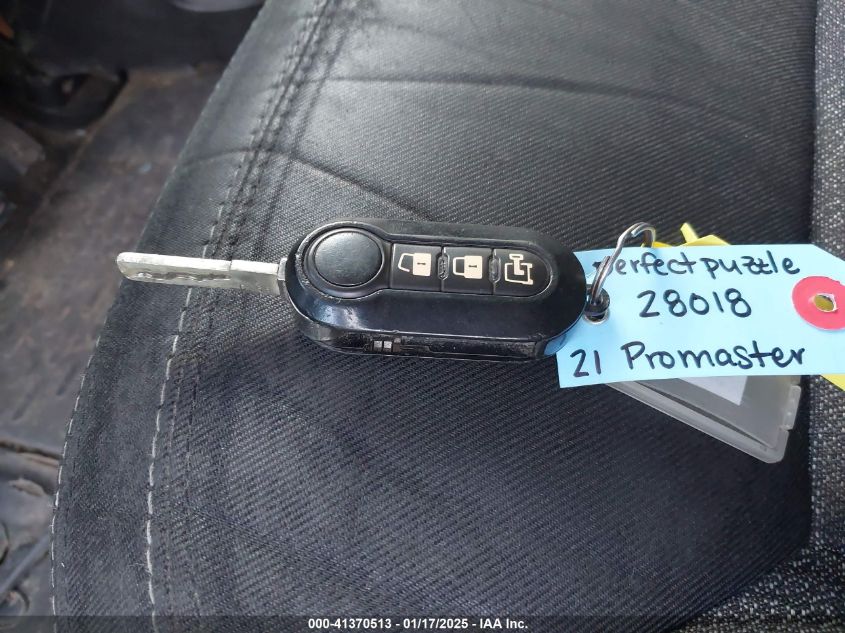 perfect puzzle
28018
21 Promaster
000-41370513 - 01/17/2025 - IAA Inc.